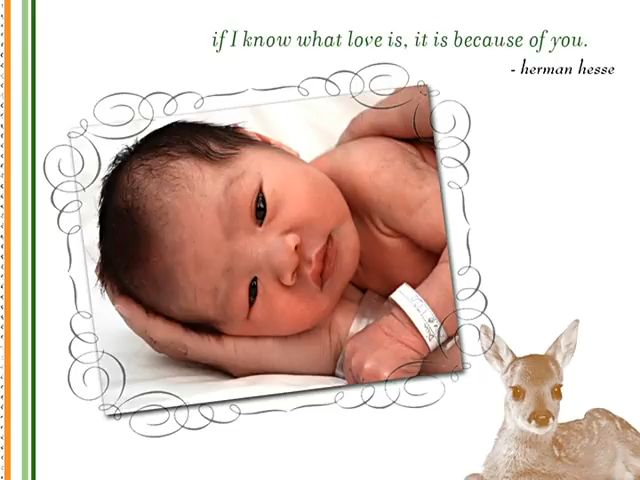 if I know what love is, it is because of you.
- herman hesse